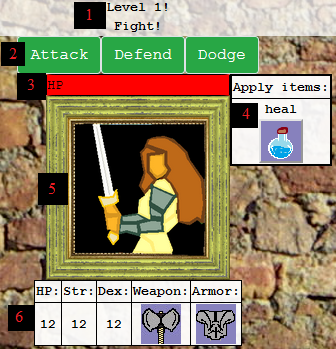 1 Level 1!
Fight!
2 Attack Defend Dodge
3 HP
Apply items:
4 heal
5
HP: Str: Dex: Weapon: Armor:
6 12 12 12